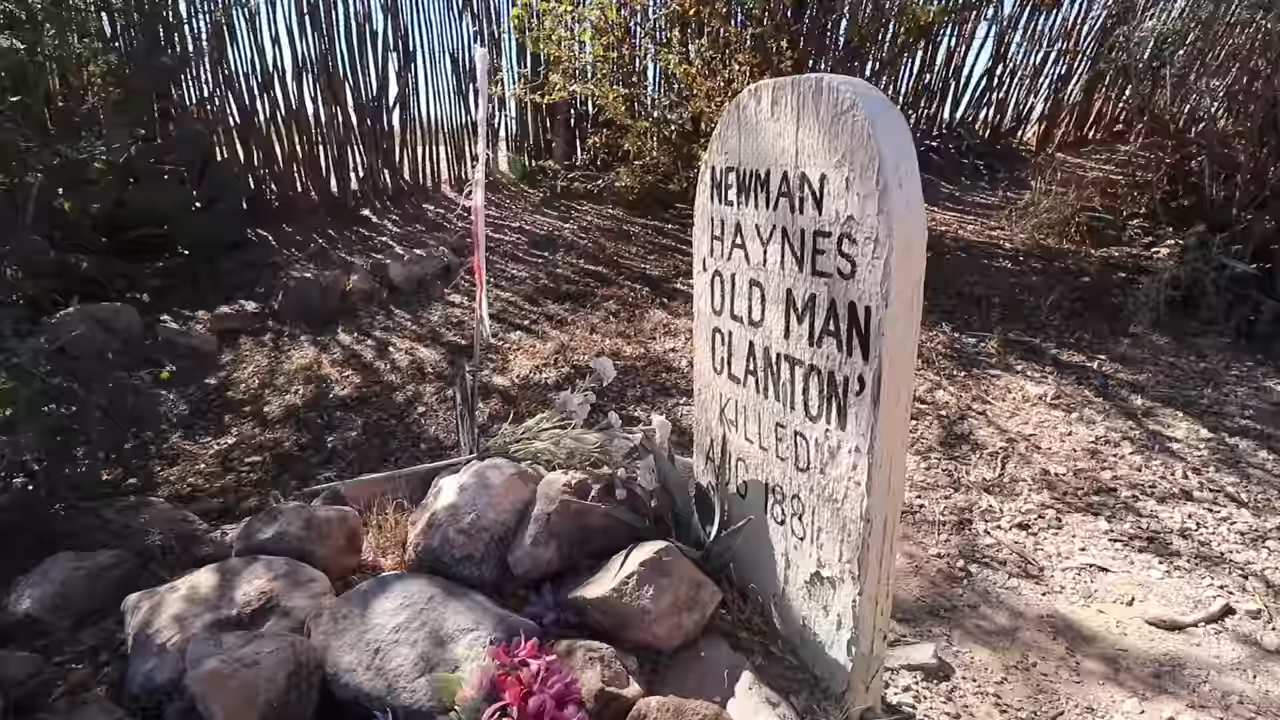 NEWMAN
HAYNES
'OLD MAN
CLANTON'
KILLED
AUG 1881